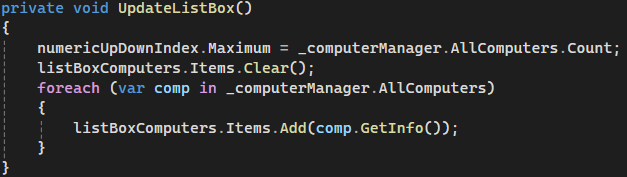 private void UpdateListBox()
{
    numericUpDownIndex.Maximum = _computerManager.AllComputers.Count;
    listBoxComputers.Items.Clear();
    foreach (var comp in _computerManager.AllComputers)
    {
        listBoxComputers.Items.Add(comp.GetInfo());
    }
}